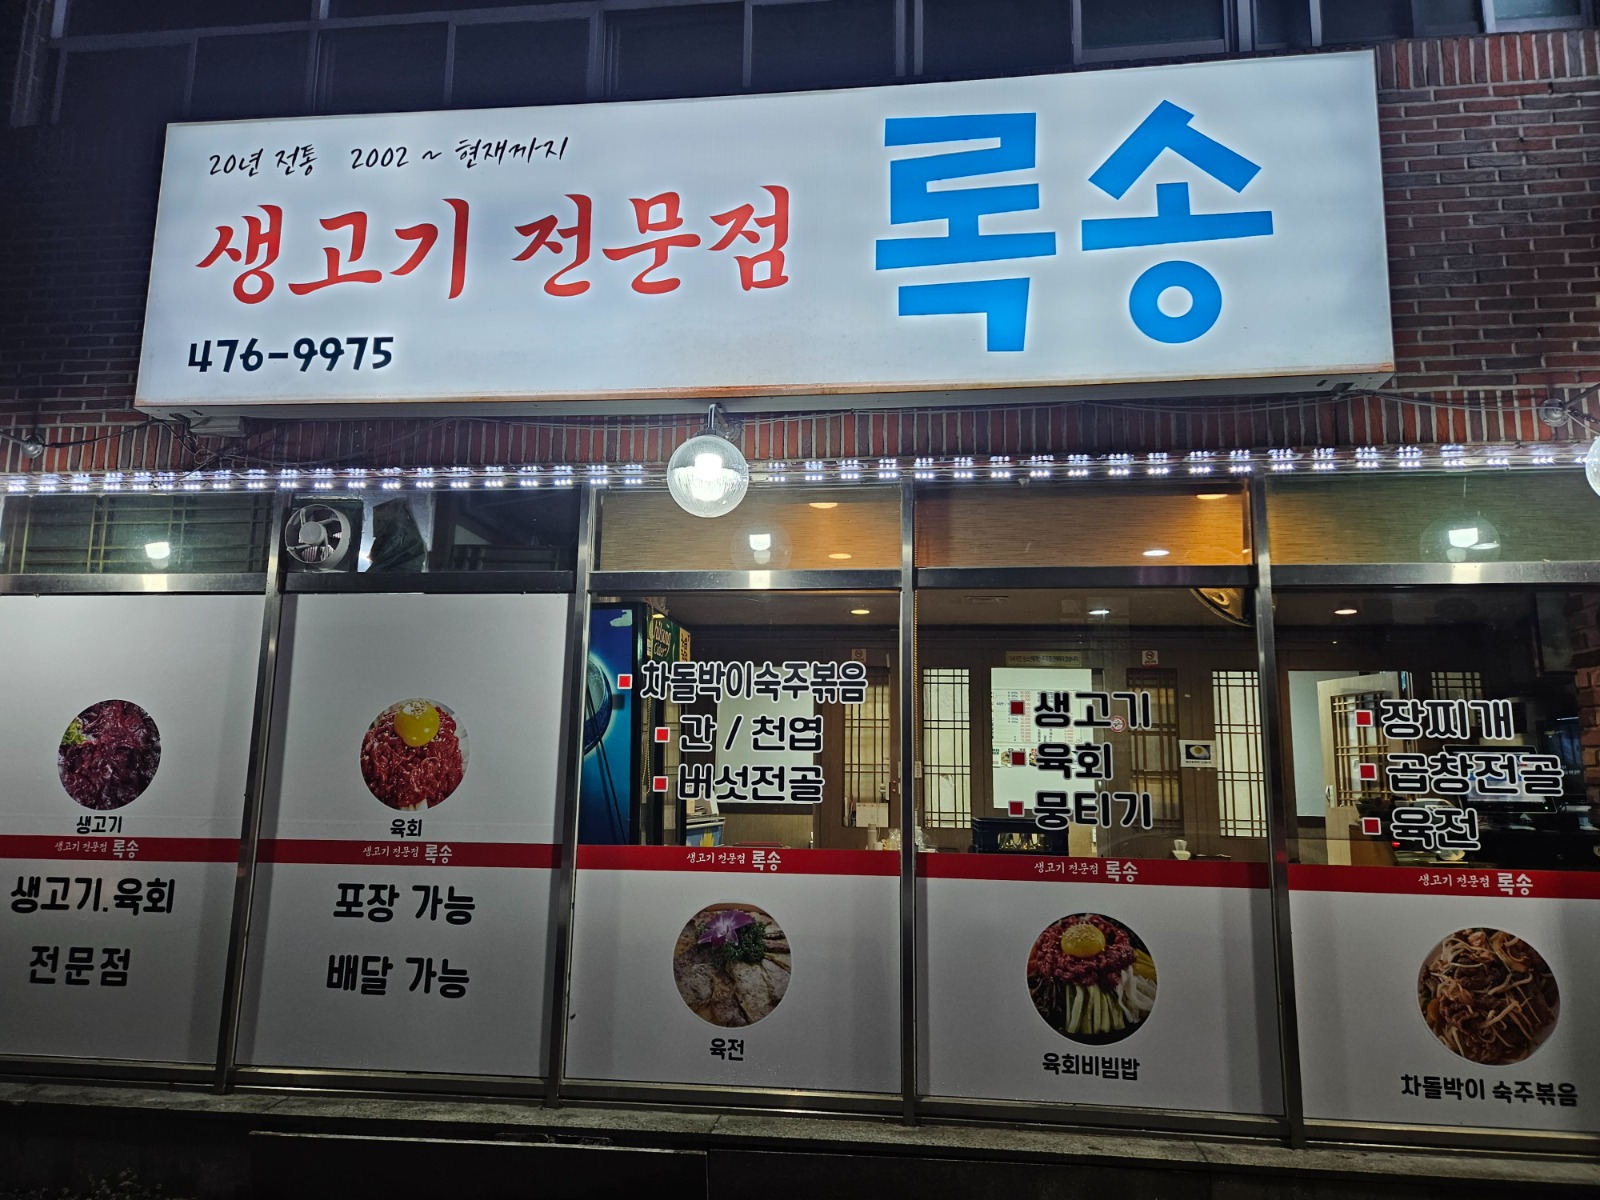 20년 전통 2002 ~ 현재까지
생고기 전문점 록송
476-9975
차돌박이숙주볶음
간 / 천엽
버섯전골
생고기
육회
뭉티기
장찌개
곱창전골
육전
생고기
생고기 전문점 록송
생고기.육회
전문점
육회
생고기 전문점 록송
포장 가능
배달 가능
생고기 전문점 록송
육전
생고기 전문점 록송
육회비빔밥
생고기 전문점 록송
차돌박이 숙주볶음